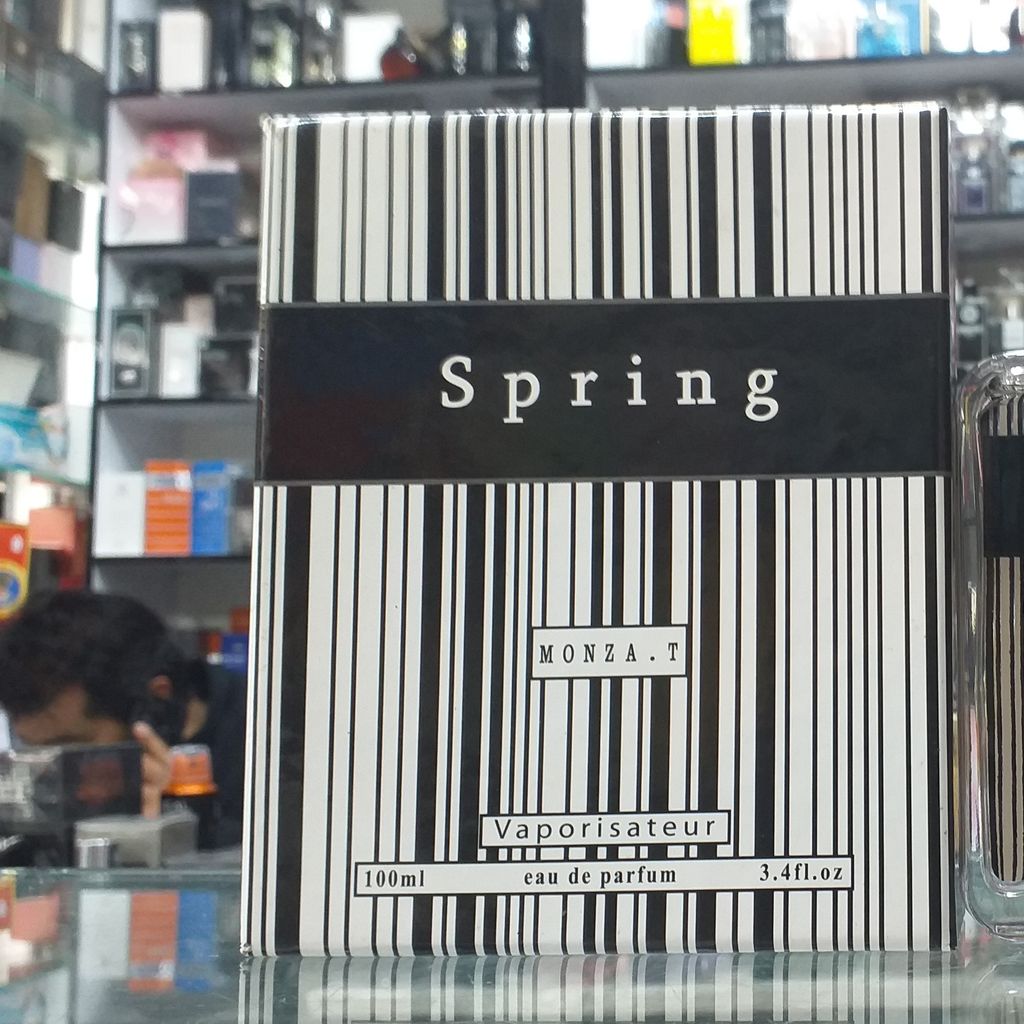 Spring
MONZA.T
Vaporisateur
100ml eau de parfum 3.4fl.oz